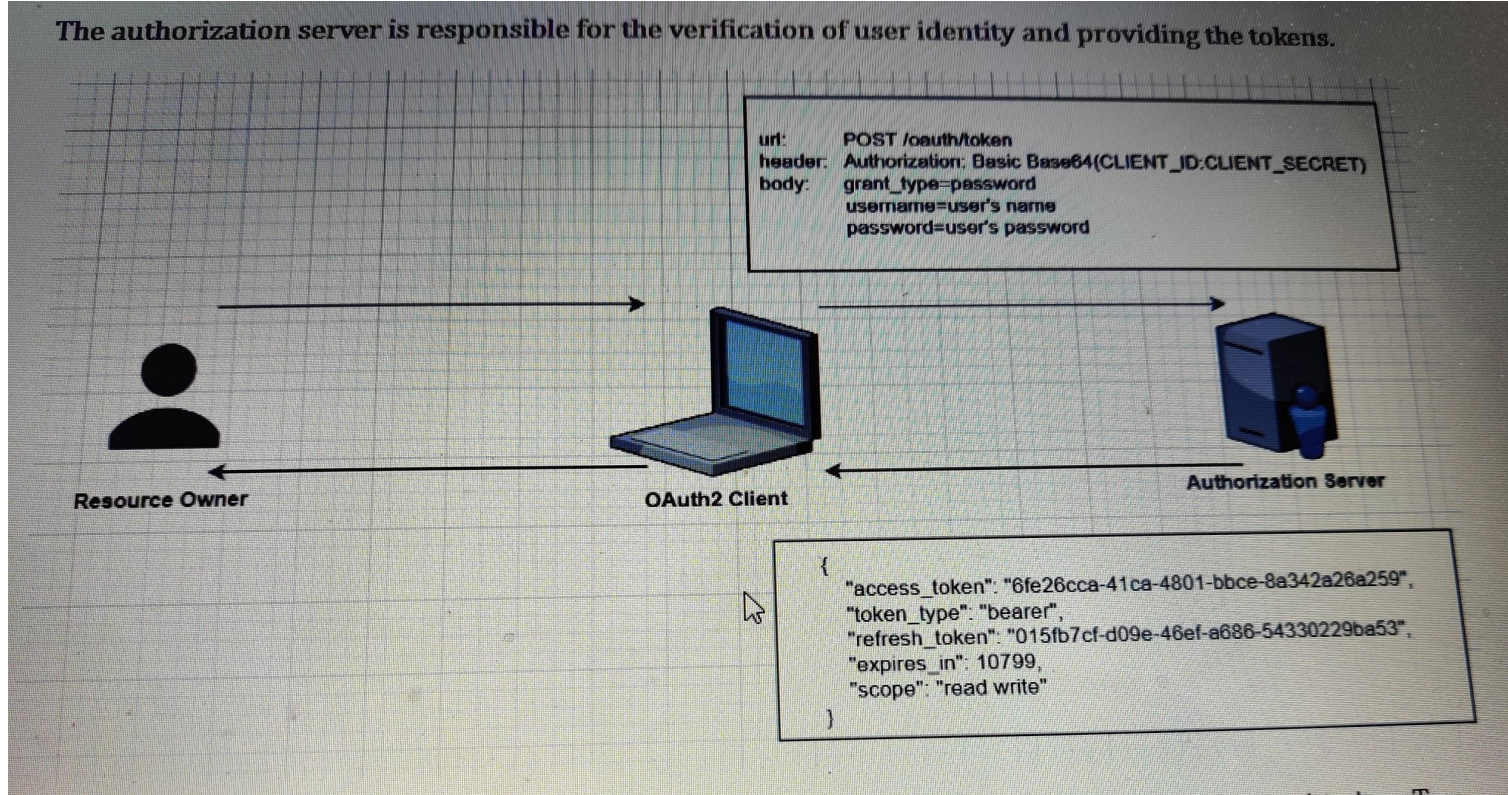 The authorization server is responsible for the verification of user identity and providing the tokens.
url: POST /oauth/token
header: Authorization: Basic Base64(CLIENT_ID:CLIENT_SECRET)
body: grant_type=password
username=user's name
password=user's password
Resource Owner
OAuth2 Client
Authorization Server
{
"access_token": "6fe26cca-41ca-4801-bbce-8a342a26a259",
"token_type": "bearer",
"refresh_token": "015fb7cf-d09e-46ef-a686-54330229ba53",
"expires_in": 10799,
"scope": "read write"
}